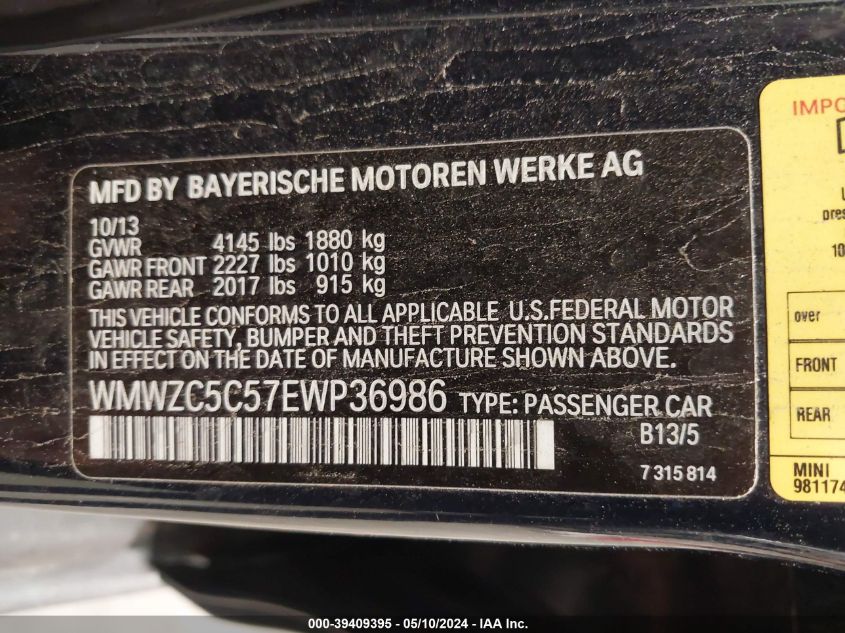 MFD BY BAYERISCHE MOTOREN WERKE AG
10/13
GVWR 4145 lbs 1880 kg
GAWR FRONT 2227 lbs 1010 kg
GAWR REAR 2017 lbs 915 kg
THIS VEHICLE CONFORMS TO ALL APPLICABLE U.S.FEDERAL MOTOR
VEHICLE SAFETY, BUMPER AND THEFT PREVENTION STANDARDS
IN EFFECT ON THE DATE OF MANUFACTURE SHOWN ABOVE.
WMWZC5C57EWP36986 TYPE: PASSENGER CAR
B13/5
7 315 814
over
FRONT
REAR
MINI
000-39409395 - 05/10/2024 - IAA Inc.